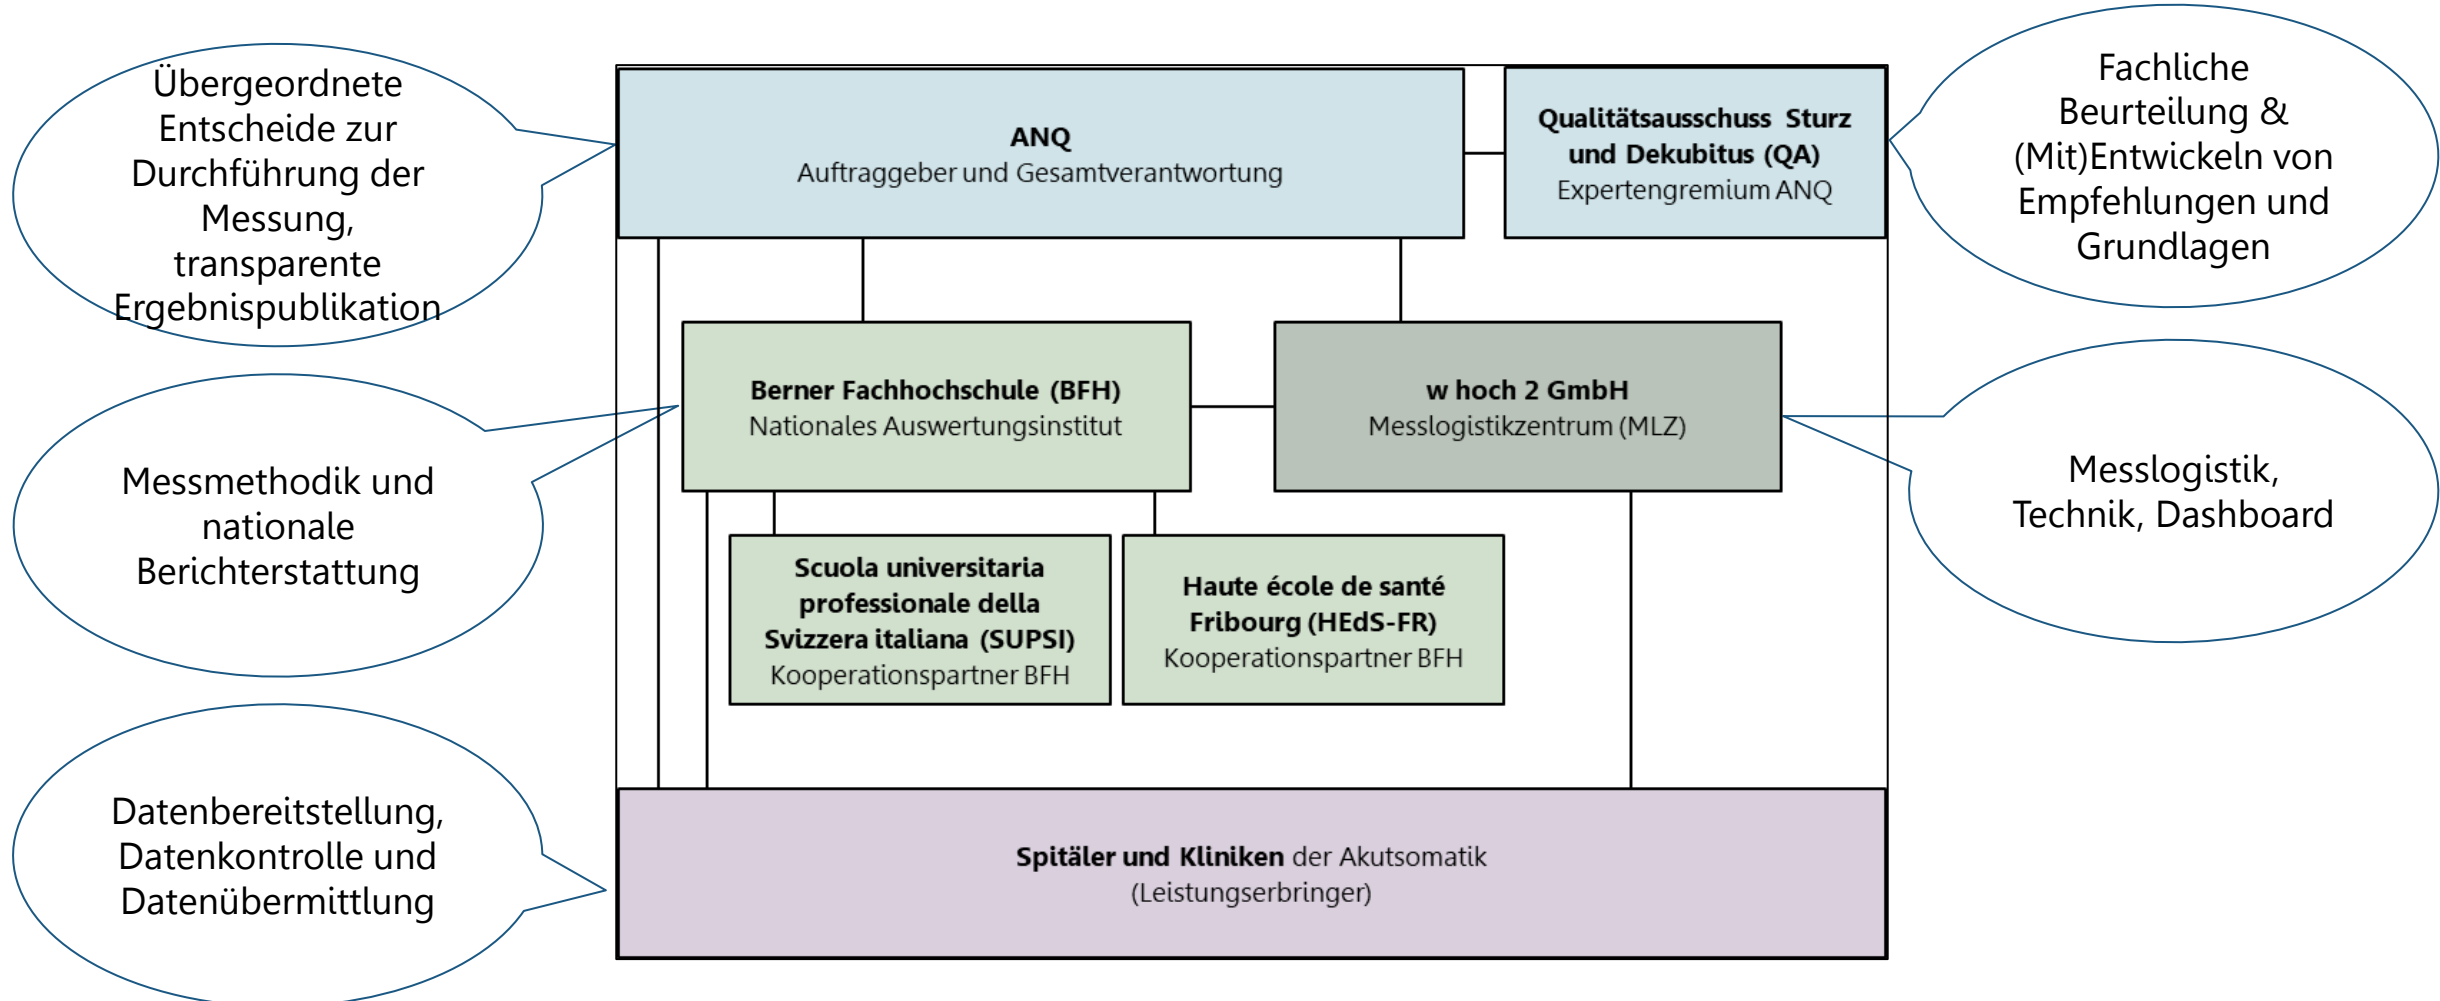 Übergeordnete
Entscheide zur
Durchführung der
Messung,
transparente
Ergebnispublikation
ANQ
Auftraggeber und Gesamtverantwortung
Qualitätsausschuss Sturz
und Dekubitus (QA)
Expertengremium ANQ
Fachliche
Beurteilung &
(Mit)Entwickeln von
Empfehlungen und
Grundlagen
Messmethodik und
nationale
Berichterstattung
Berner Fachhochschule (BFH)
Nationales Auswertungsinstitut
w hoch 2 GmbH
Messlogistikzentrum (MLZ)
Messlogistik,
Technik, Dashboard
Scuola universitaria
professionale della
Svizzera italiana (SUPSI)
Kooperationspartner BFH
Haute école de santé
Fribourg (HEdS-FR)
Kooperationspartner BFH
Datenbereitstellung,
Datenkontrolle und
Datenübermittlung
Spitäler und Kliniken der Akutsomatik
(Leistungserbringer)